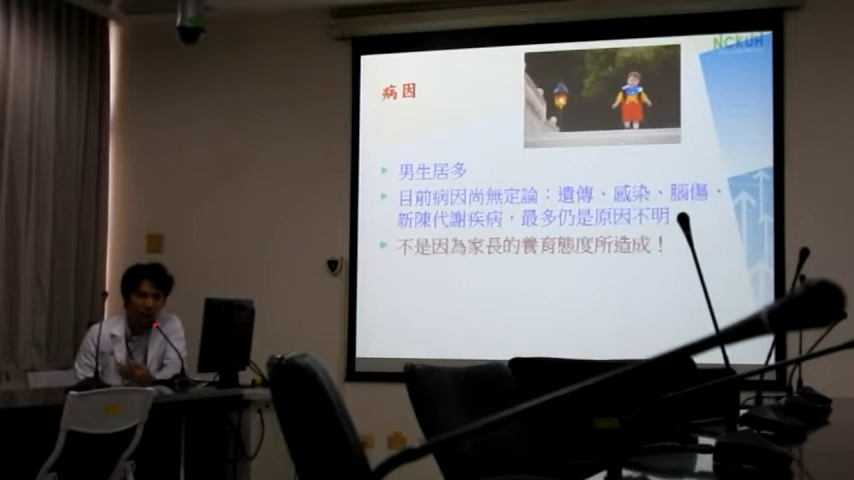 NCKUH
病因
男生居多
目前病因尚無定論：遺傳、感染、腦傷、
新陳代謝疾病，最多仍是原因不明
不是因為家長的養育態度所造成！